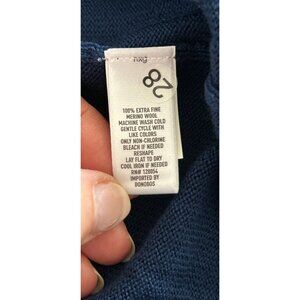 28
100% EXTRA FINE
MERINO WOOL
MACHINE WASH COLD
GENTLE CYCLE WITH
LIKE COLORS
ONLY NON-CHLORINE
BLEACH IF NEEDED
RESHAPE
LAY FLAT TO DRY
COOL IRON IF NEEDED
RN# 128054
IMPORTED BY
BONOBOS